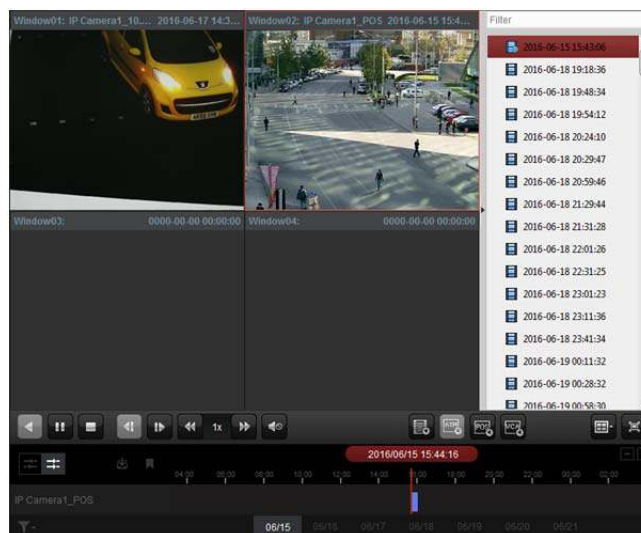 Window01: IP Camera1_10.... 2016-06-17 14:3...
Window02: IP Camera1_POS 2016-06-15 15:4...
Filter
2016-06-15 15:43:06
2016-06-18 19:18:36
2016-06-18 19:48:34
2016-06-18 19:54:12
2016-06-18 20:24:10
2016-06-18 20:29:47
2016-06-18 20:59:46
2016-06-18 21:29:44
2016-06-18 21:31:28
2016-06-18 22:01:26
2016-06-18 22:31:25
2016-06-18 23:01:23
2016-06-18 23:11:36
2016-06-18 23:41:34
2016-06-19 00:11:32
2016-06-19 00:28:32
2016-06-19 00:58:30
Window03: 0000-00-00 00:00:00
Window04: 0000-00-00 00:00:00
1x
ATM
POS
VCA
2016/06/15 15:44:16
04:00 06:00 08:00 10:00 12:00 14:00 16:00 18:00 20:00 22:00 00:00 02:00
IP Camera1_POS
06/15 06/16 06/17 06/18 06/19 06/20 06/21